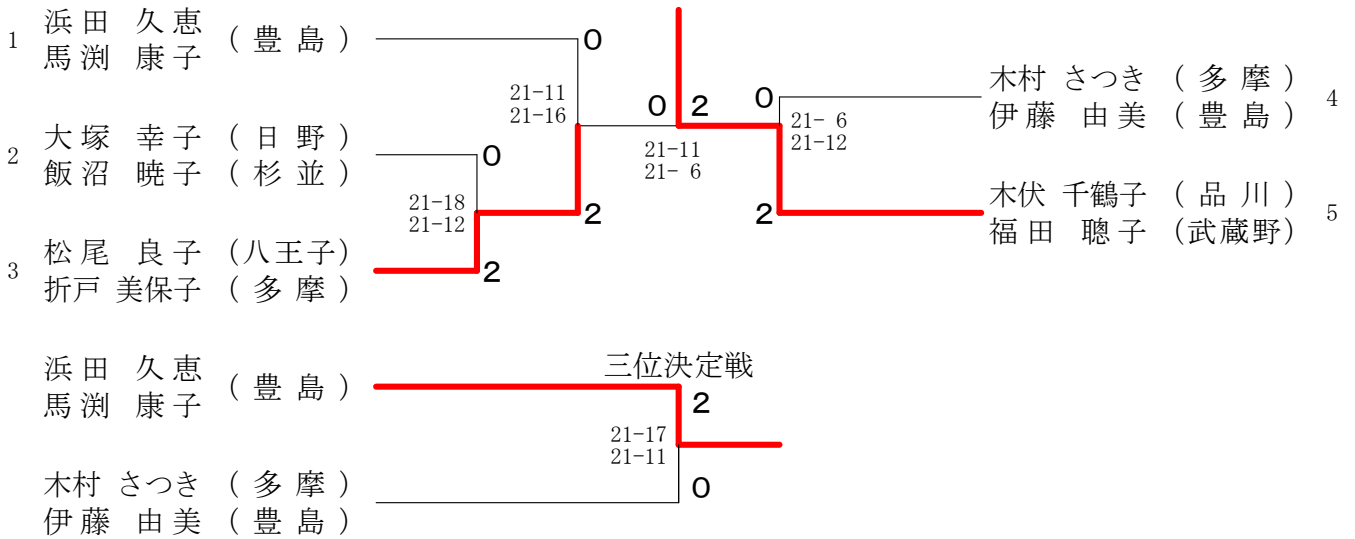 1 浜田 久恵 (豊島)
馬渕 康子
0
21-11
21-16
2 大塚 幸子 (日野)
飯沼 暁子 (杉並)
0
21-18
21-12
2
3 松尾 良子 (八王子)
折戸 美保子 (多摩)
2
0 2
21-11
21- 6
0
21- 6
21-12
2
木村 さつき (多摩) 4
伊藤 由美 (豊島)
木伏 千鶴子 (品川) 5
福田 聰子 (武蔵野)
三位決定戦
浜田 久恵 (豊島)
馬渕 康子
2
21-17
21-11
0
木村 さつき (多摩)
伊藤 由美 (豊島)